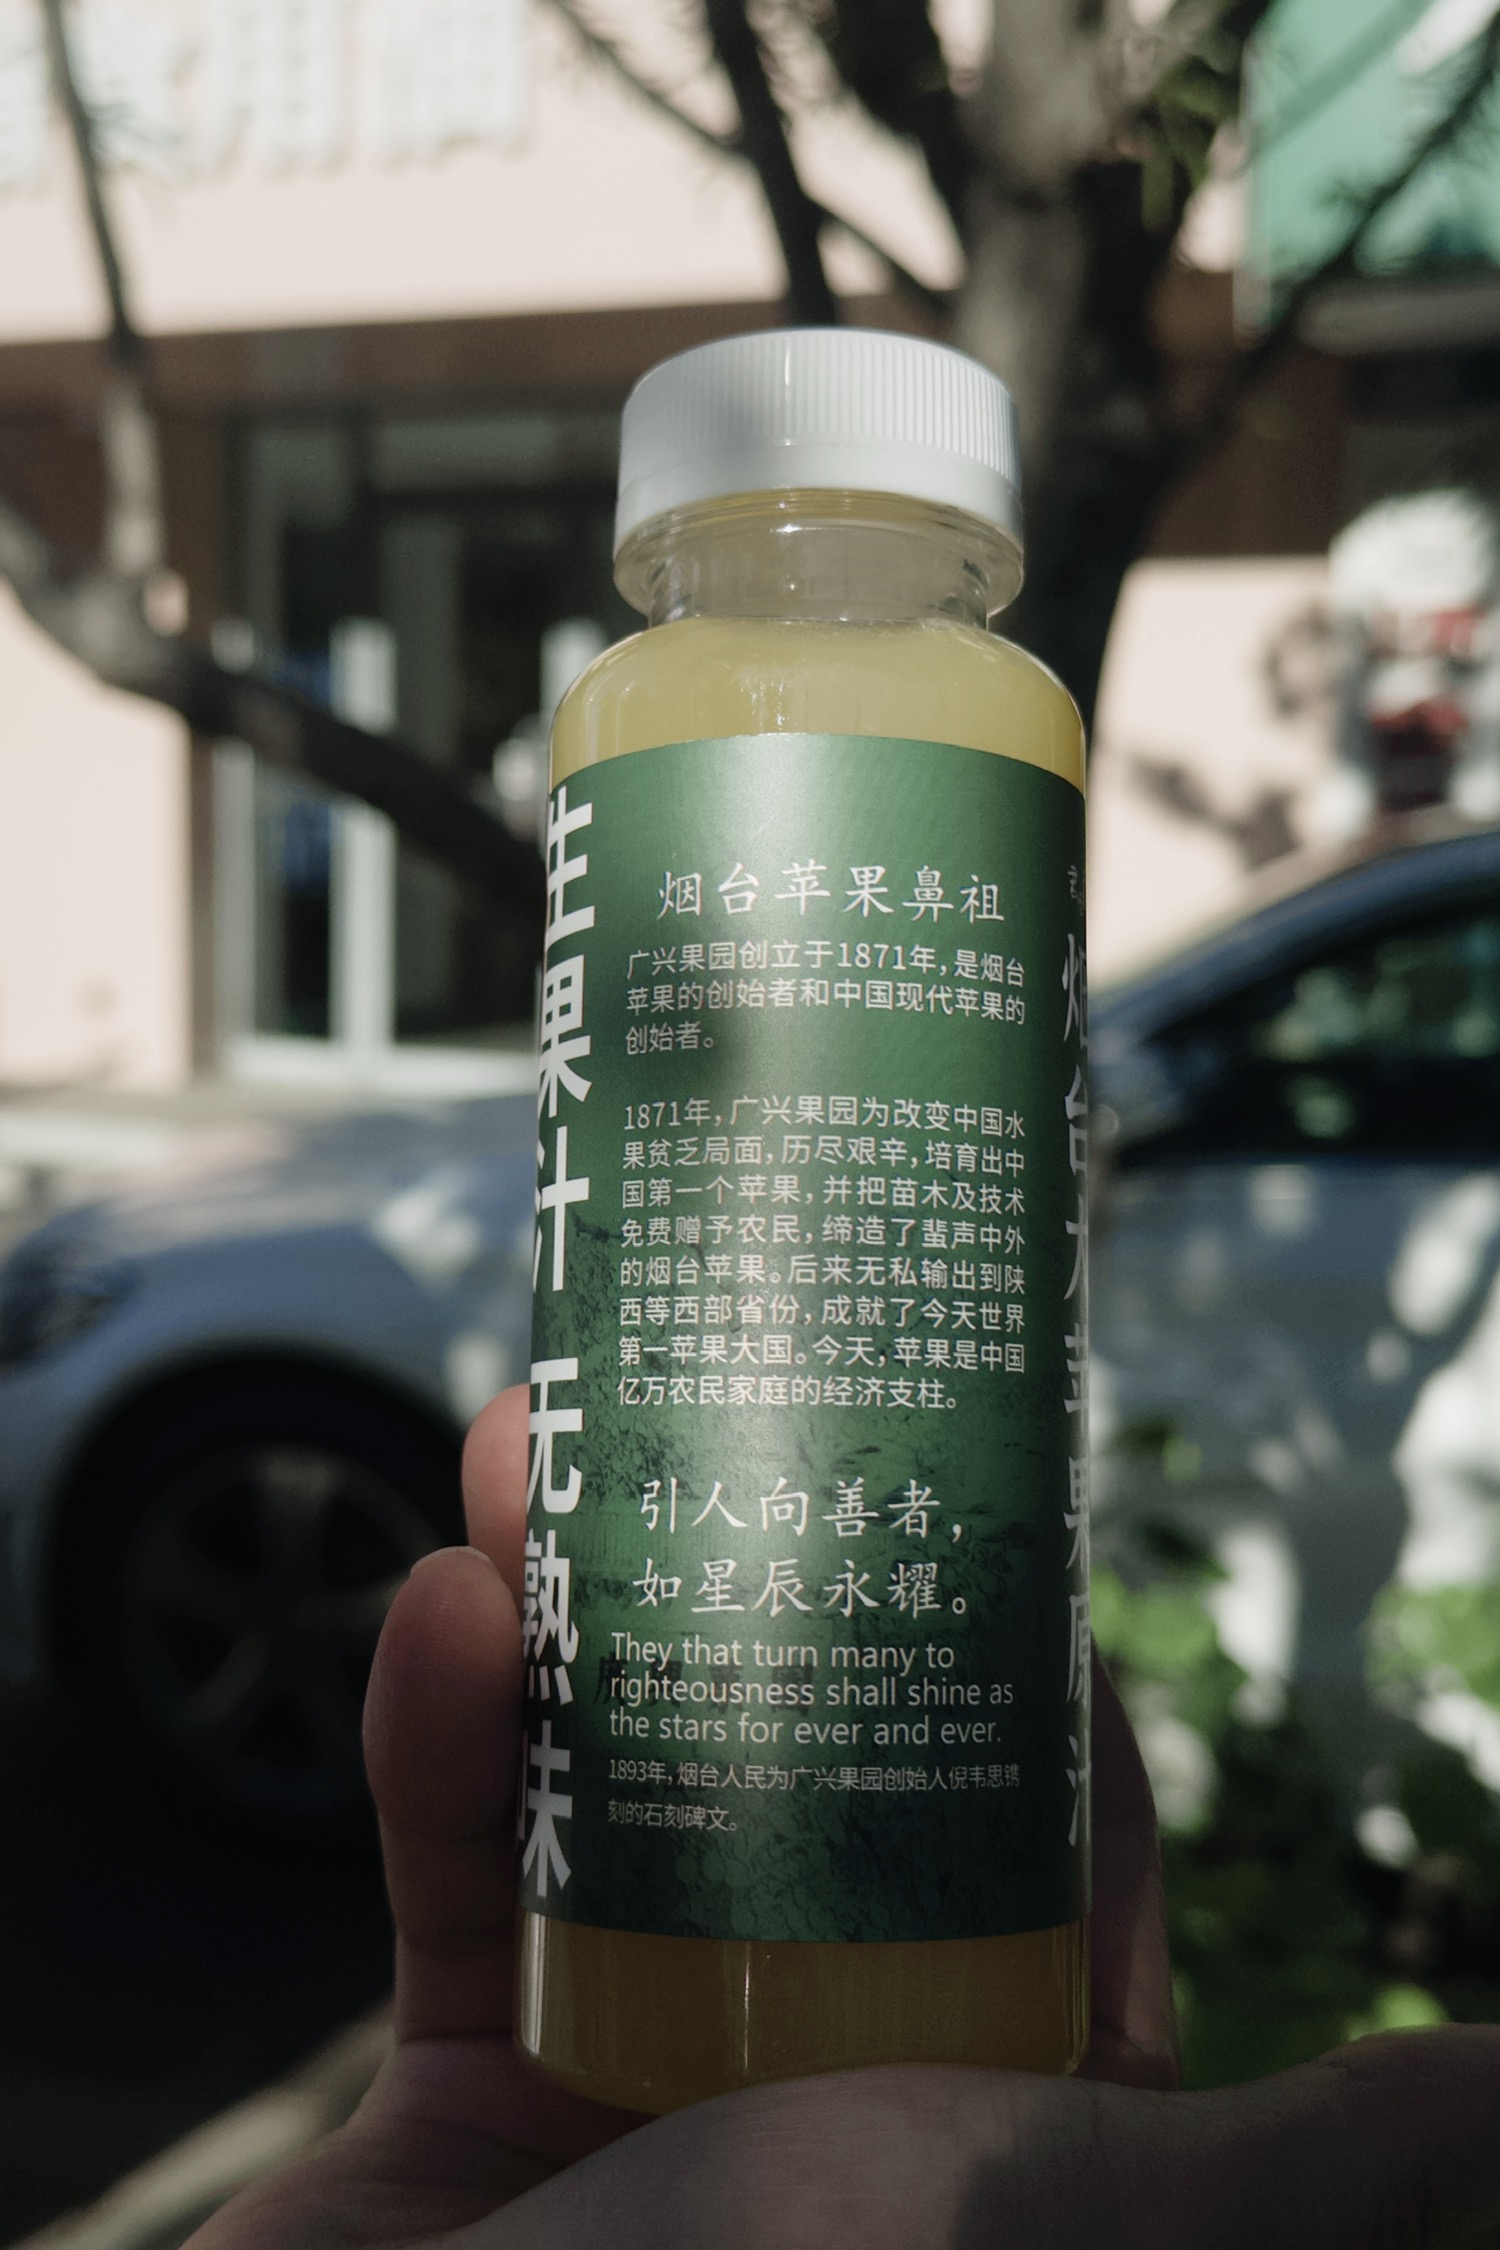 生果汁 无熟味
烟台苹果鼻祖
广兴果园创立于1871年，是烟台
苹果的创始者和中国现代苹果的
创始者。
1871年，广兴果园为改变中国水
果贫乏局面，历尽艰辛，培育出中
国第一个苹果，并把苗木及技术
免费赠予农民，缔造了蜚声中外
的烟台苹果。后来无私输出到陕
西等西部省份，成就了今天世界
第一苹果大国。今天，苹果是中国
亿万农民家庭的经济支柱。
引人向善者，
如星辰永耀。
They that turn many to
righteousness shall shine as
the stars for ever and ever.
1893年，烟台人民为广兴果园创始人倪韦思镌
刻的石刻碑文。
烟台大苹果原汁